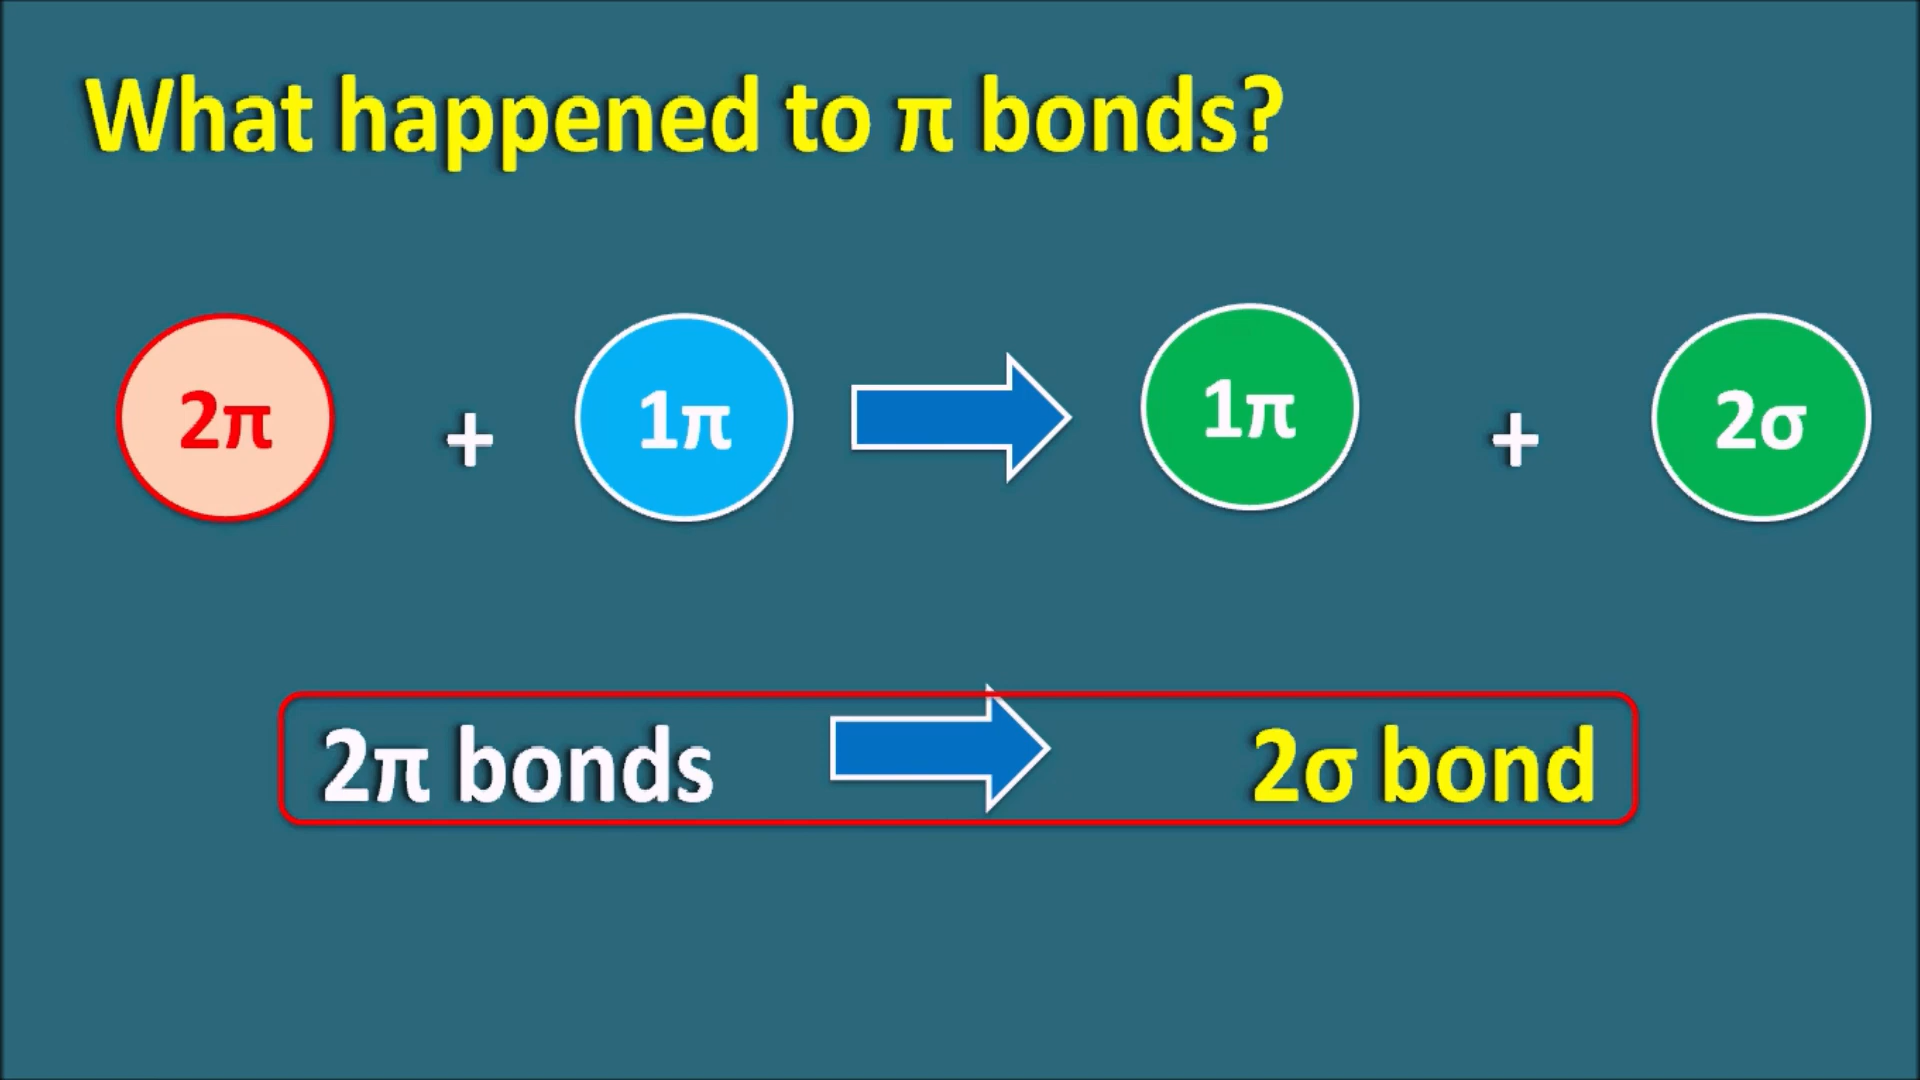 What happened to π bonds?
2π + 1π 1π + 2σ
2π bonds 2σ bond